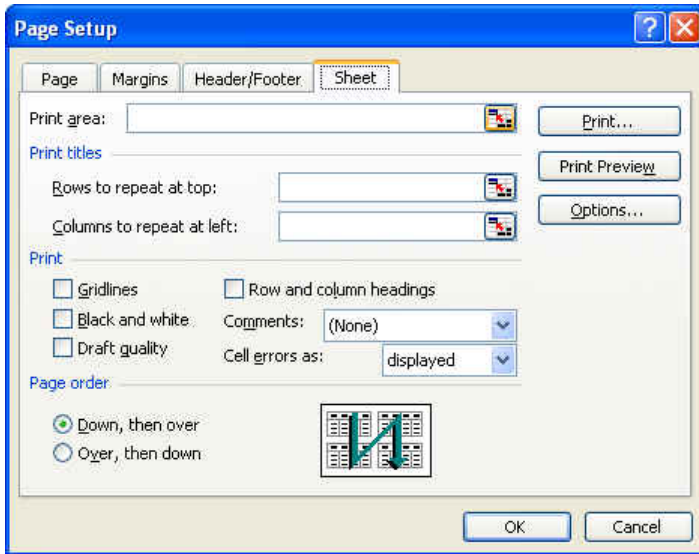 Page Setup
Page Margins Header/Footer Sheet
Print area:
Print...
Print titles
Print Preview
Rows to repeat at top:
Options...
Columns to repeat at left:
Print
Gridlines Row and column headings
Black and white Comments: (None)
Draft quality Cell errors as: displayed
Page order
Down, then over
Over, then down
OK Cancel